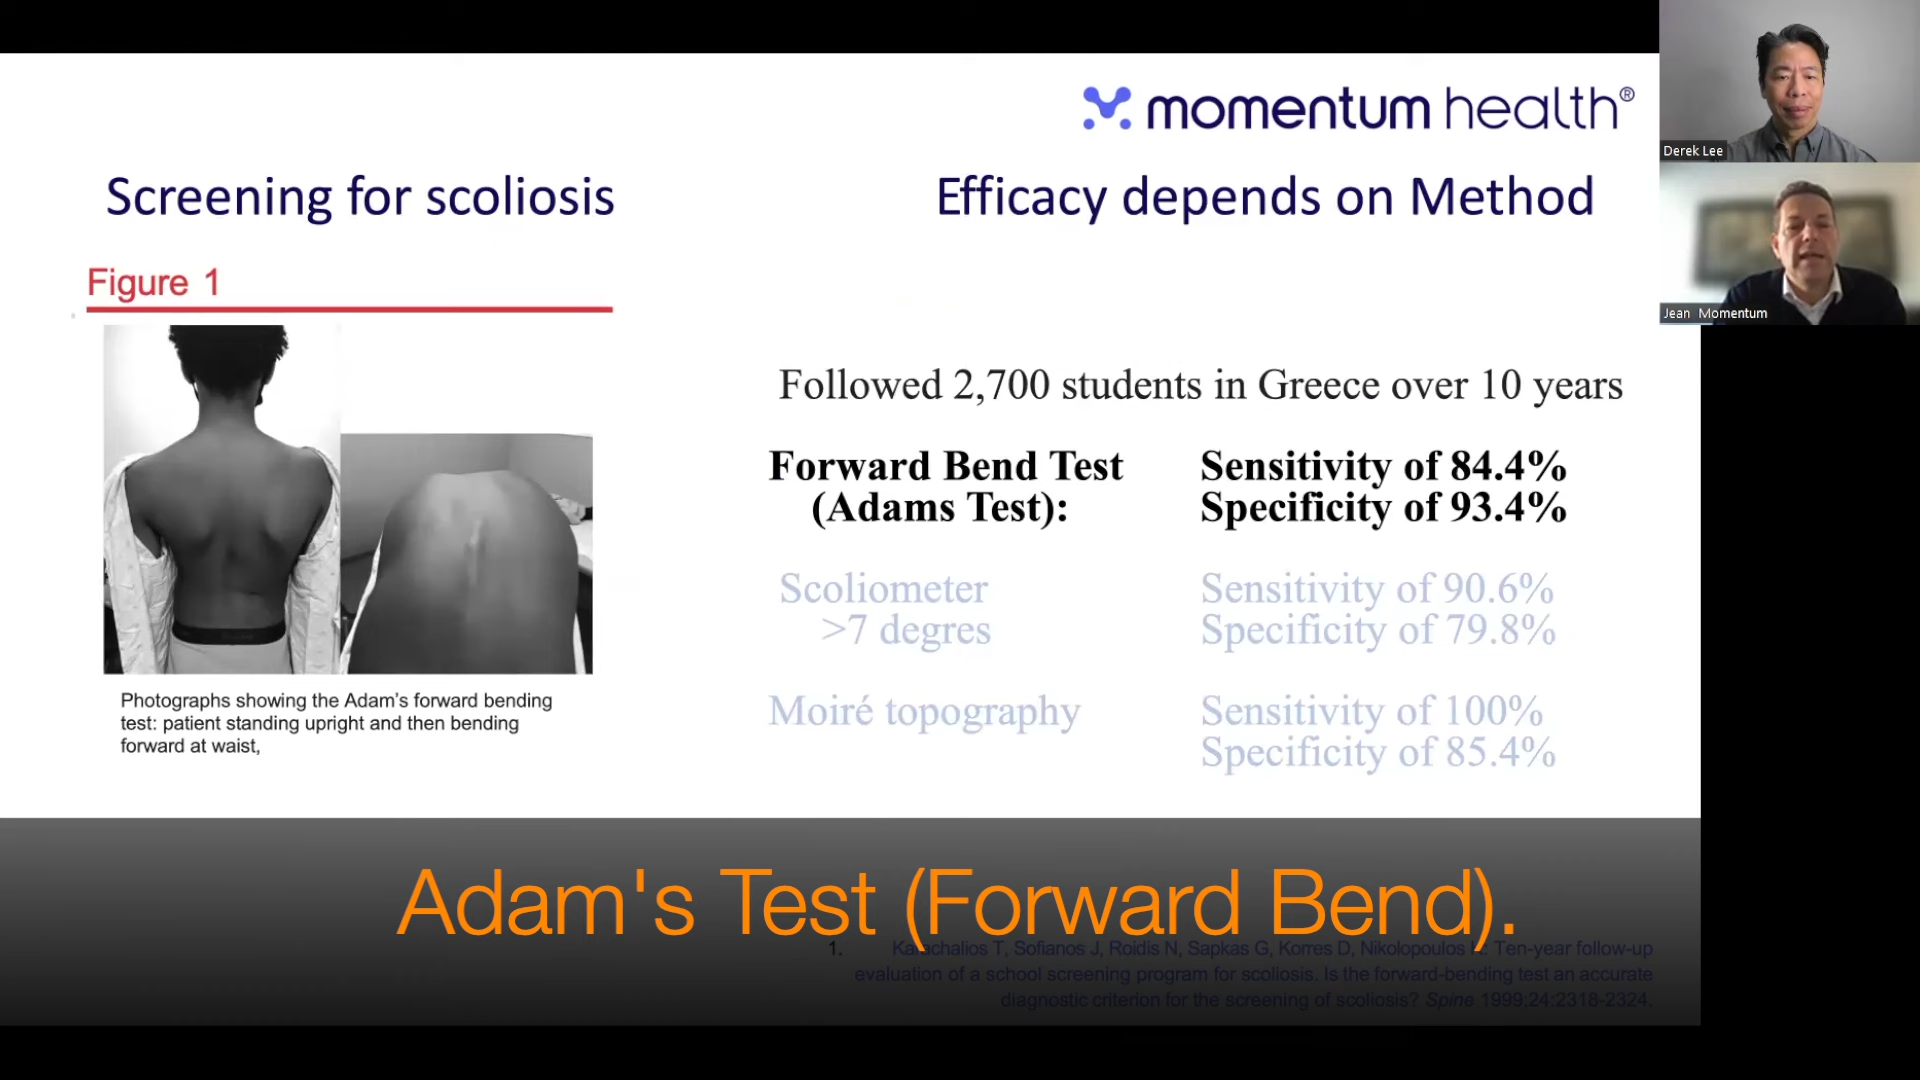 momentum health®
Derek Lee
Jean Momentum
Screening for scoliosis
Efficacy depends on Method
Figure 1
Photographs showing the Adam's forward bending
test: patient standing upright and then bending
forward at waist,
Followed 2,700 students in Greece over 10 years
Forward Bend Test
(Adams Test):
Sensitivity of 84.4%
Specificity of 93.4%
Scoliometer
>7 degres
Sensitivity of 90.6%
Specificity of 79.8%
Moiré topography
Sensitivity of 100%
Specificity of 85.4%
Adam's Test (Forward Bend).
1. Karachalios T, Sofianos J, Roidis N, Sapkas G, Korres D, Nikolopoulos K: Ten-year follow-up
evaluation of a school screening program for scoliosis. Is the forward-bending test an accurate
diagnostic criterion for the screening of scoliosis? Spine 1999;24:2318-2324.